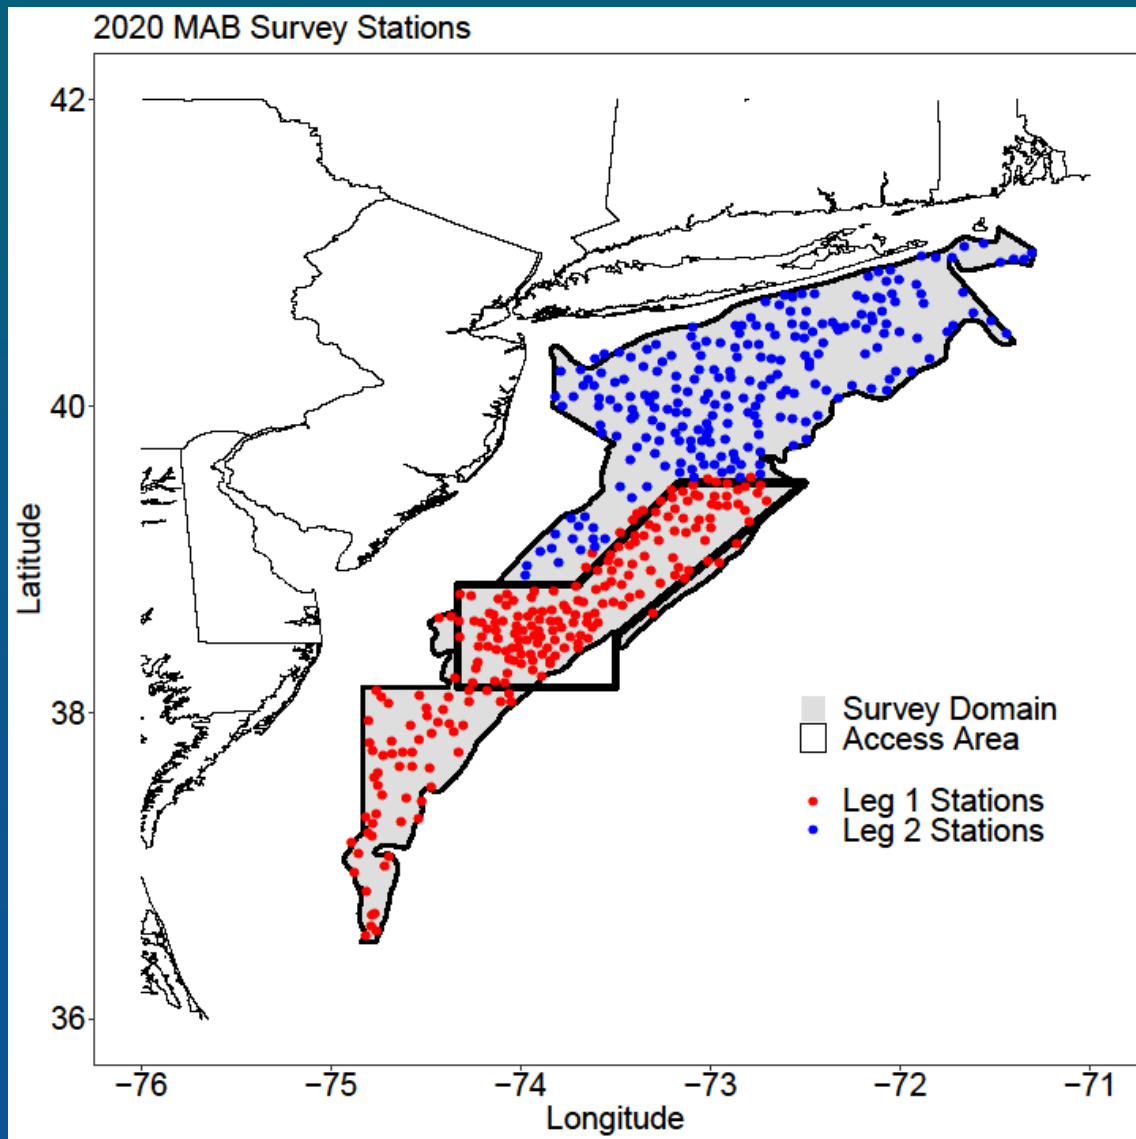 2020 MAB Survey Stations
42
40
38
36
Latitude
Survey Domain
Access Area
Leg 1 Stations
Leg 2 Stations
−76 −75 −74 −73 −72 −71
Longitude